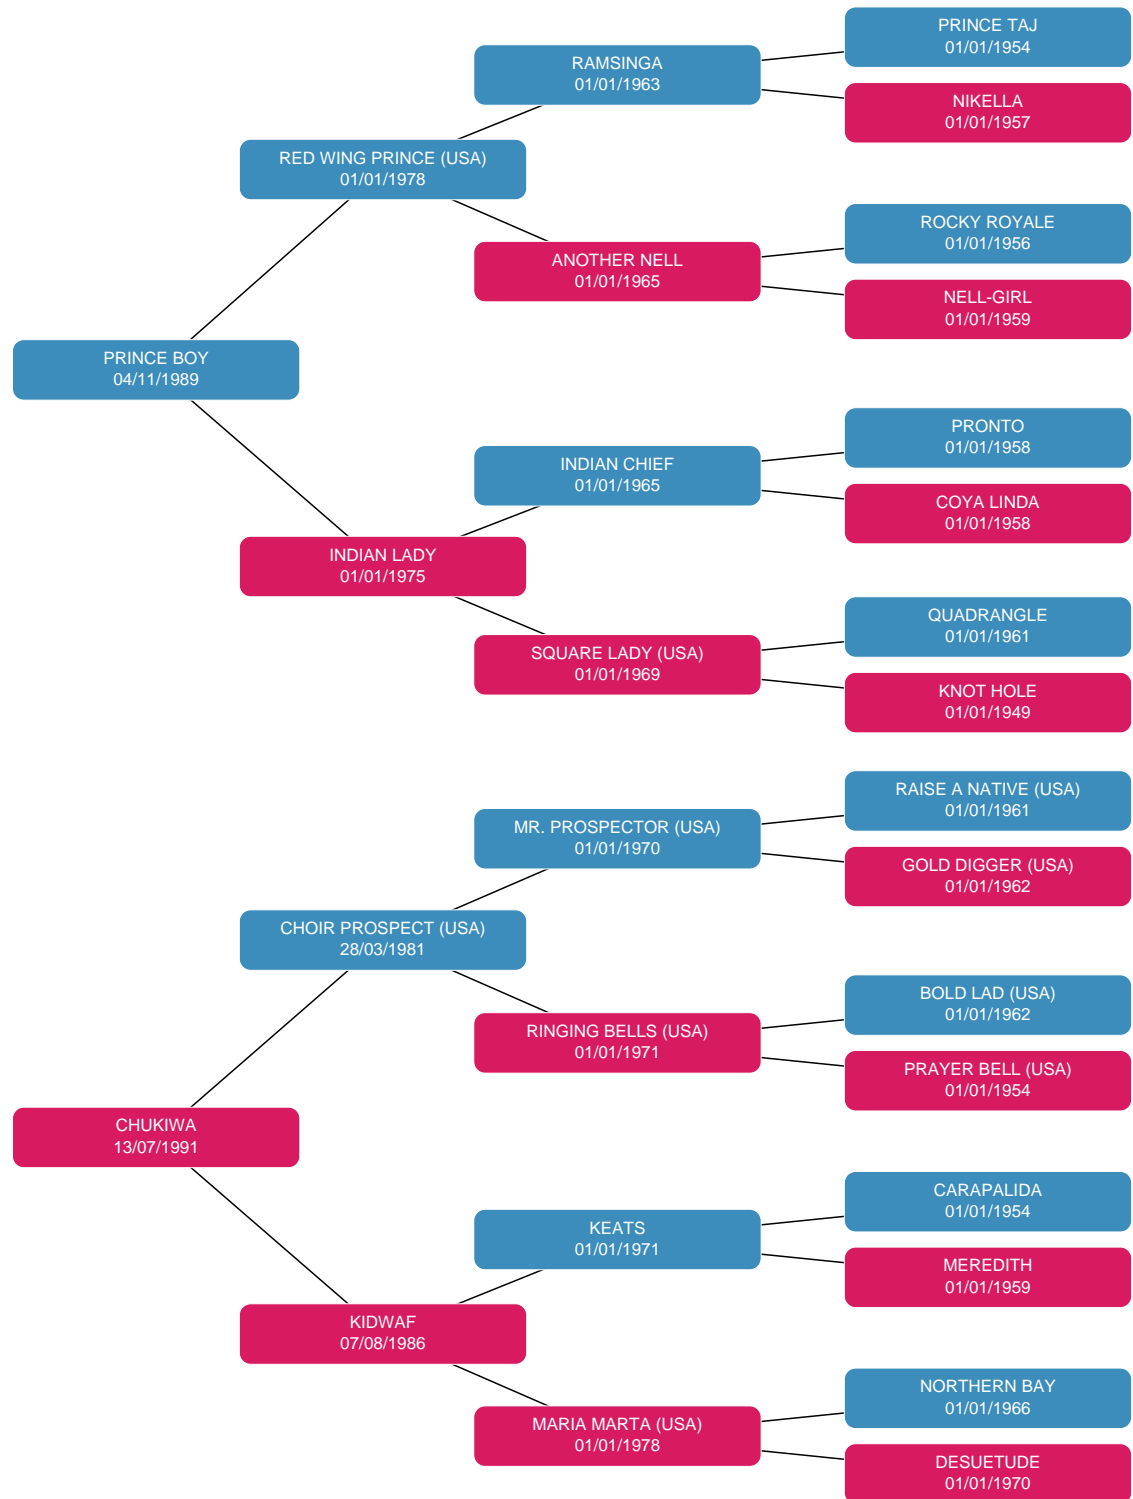 PRINCE TAJ
01/01/1954
RAMSINGA
01/01/1963
NIKELLA
01/01/1957
RED WING PRINCE (USA)
01/01/1978
ROCKY ROYALE
01/01/1956
ANOTHER NELL
01/01/1965
NELL-GIRL
01/01/1959
PRINCE BOY
04/11/1989
PRONTO
01/01/1958
INDIAN CHIEF
01/01/1965
COYA LINDA
01/01/1958
INDIAN LADY
01/01/1975
QUADRANGLE
01/01/1961
SQUARE LADY (USA)
01/01/1969
KNOT HOLE
01/01/1949
RAISE A NATIVE (USA)
01/01/1961
MR. PROSPECTOR (USA)
01/01/1970
GOLD DIGGER (USA)
01/01/1962
CHOIR PROSPECT (USA)
28/03/1981
BOLD LAD (USA)
01/01/1962
RINGING BELLS (USA)
01/01/1971
PRAYER BELL (USA)
01/01/1954
CHUKIWA
13/07/1991
CARAPALIDA
01/01/1954
KEATS
01/01/1971
MEREDITH
01/01/1959
KIDWAF
07/08/1986
NORTHERN BAY
01/01/1966
MARIA MARTA (USA)
01/01/1978
DESUETUDE
01/01/1970